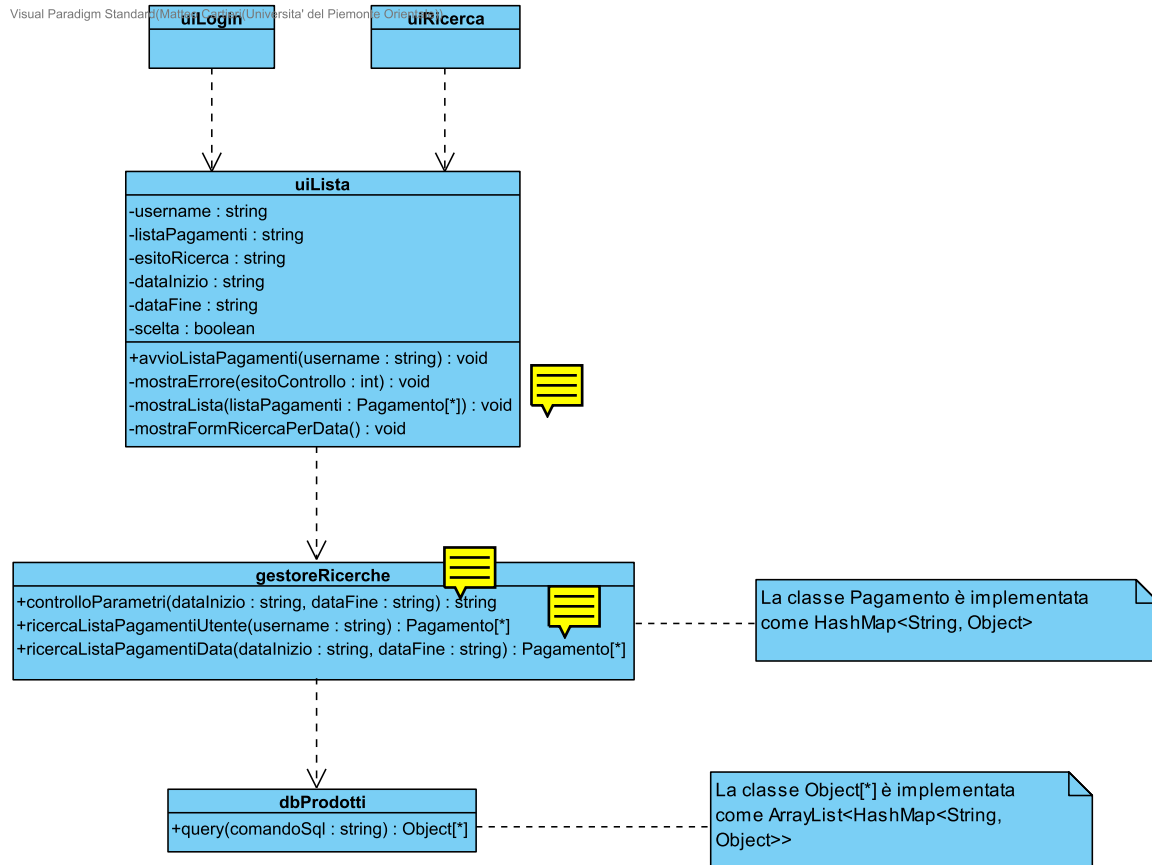 Visual Paradigm Standard(Matteo Universita' del Piemonte
uiLogin
uiRicerca
uiLista
-username : string
-listaPagamenti : string
-esitoRicerca : string
-dataInizio : string
-dataFine : string
-scelta : boolean
+avvioListaPagamenti(username : string) : void
-mostraErrore(esitoControllo : int) : void
-mostraLista(listaPagamenti : Pagamento[*]) : void
-mostraFormRicercaPerData() : void
gestoreRicerche
+controlloParametri(dataInizio : string, dataFine : string) : string
+ricercaListaPagamentiUtente(username : string) : Pagamento[*]
+ricercaListaPagamentiData(dataInizio : string, dataFine : string) : Pagamento[*]
La classe Pagamento è implementata
come HashMap<String, Object>
dbProdotti
+query(comandoSql : string) : Object[*]
La classe Object[*] è implementata
come ArrayList<HashMap<String,
Object>>